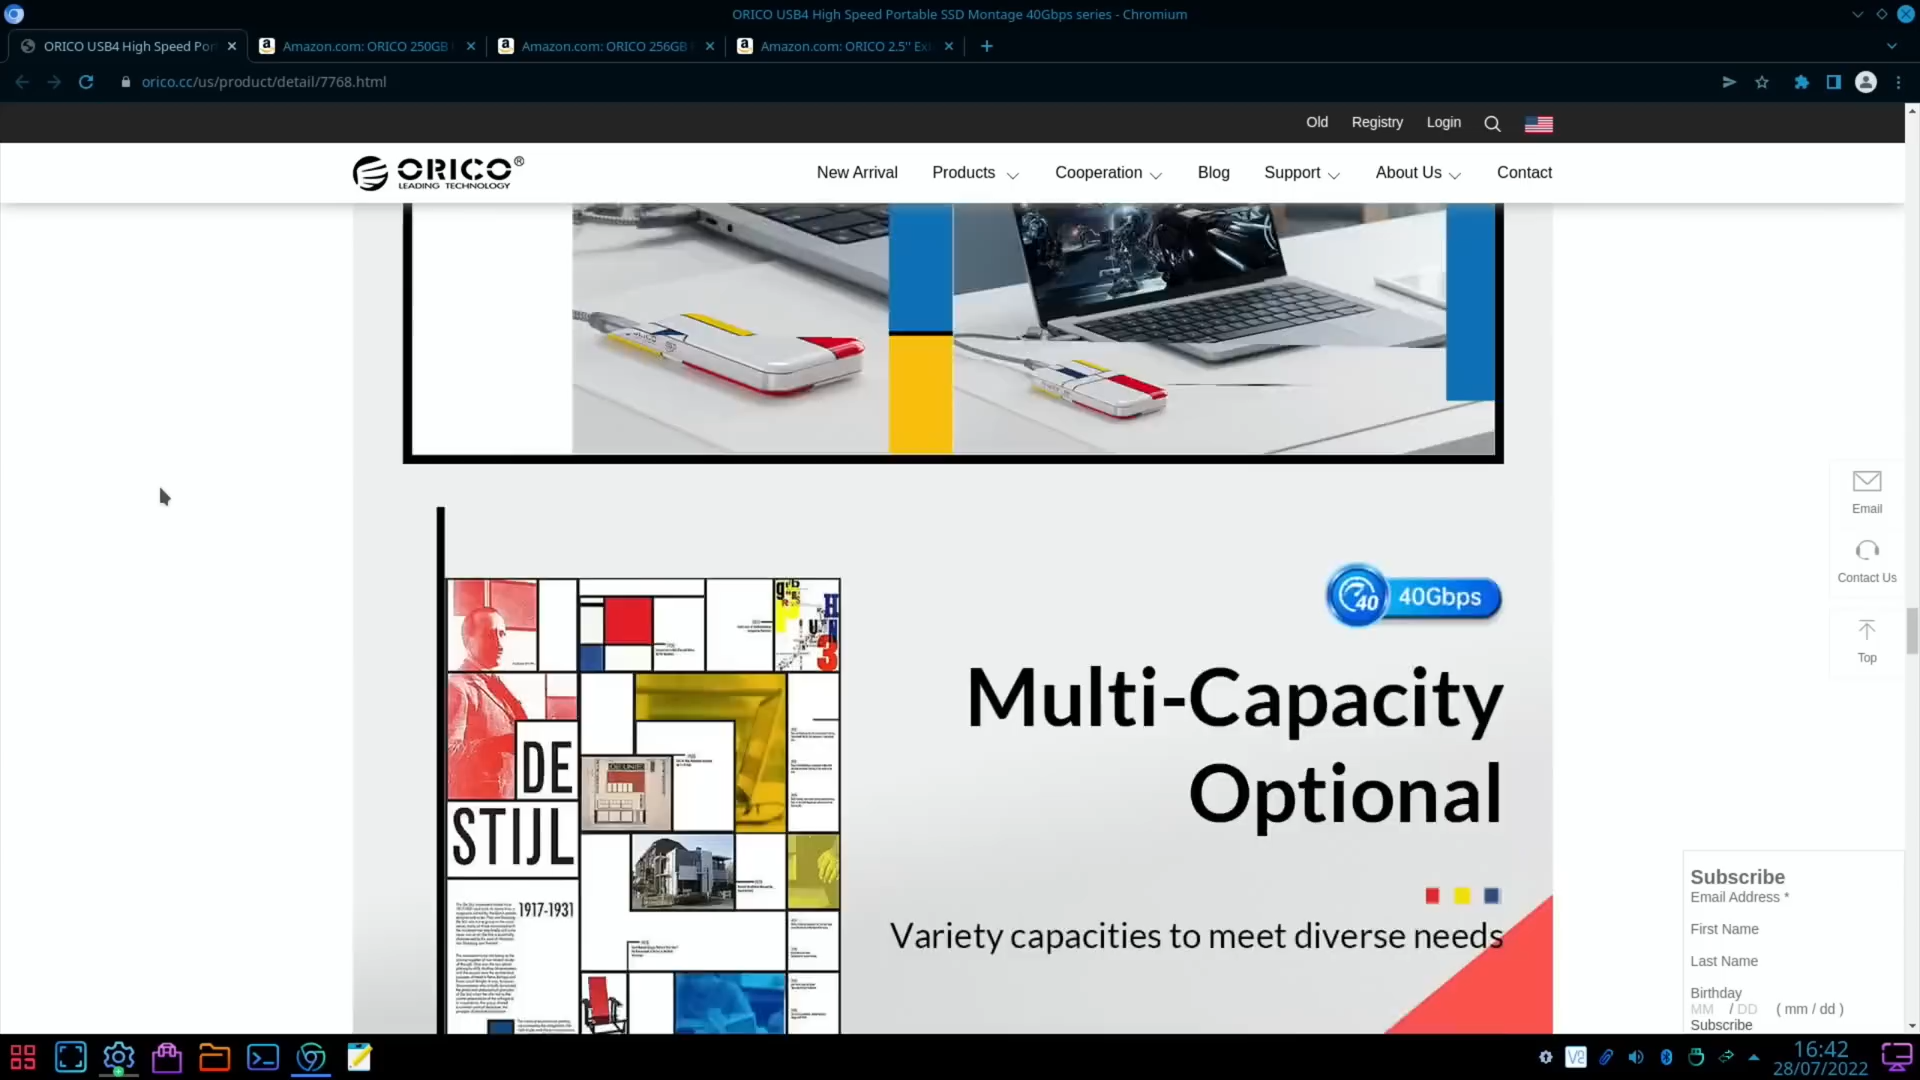 ORICO USB4 High Speed Portable SSD Montage 40Gbps series - Chromium
ORICO USB4 High Speed Por
Amazon.com: ORICO 250GB
Amazon.com: ORICO 256GB
Amazon.com: ORICO 2.5" Ex
orico.cc/us/product/detail/7768.html
Old Registry Login
ORICO®
LEADING TECHNOLOGY
New Arrival Products Cooperation Blog Support About Us Contact
Email
Contact Us
Top
40 40Gbps
Multi-Capacity
Optional
Variety capacities to meet diverse needs
DE
STIJL
1917-1931
Subscribe
Email Address *
First Name
Last Name
Birthday
MM / DD ( mm / dd )
Subscribe
16:42
28/07/2022